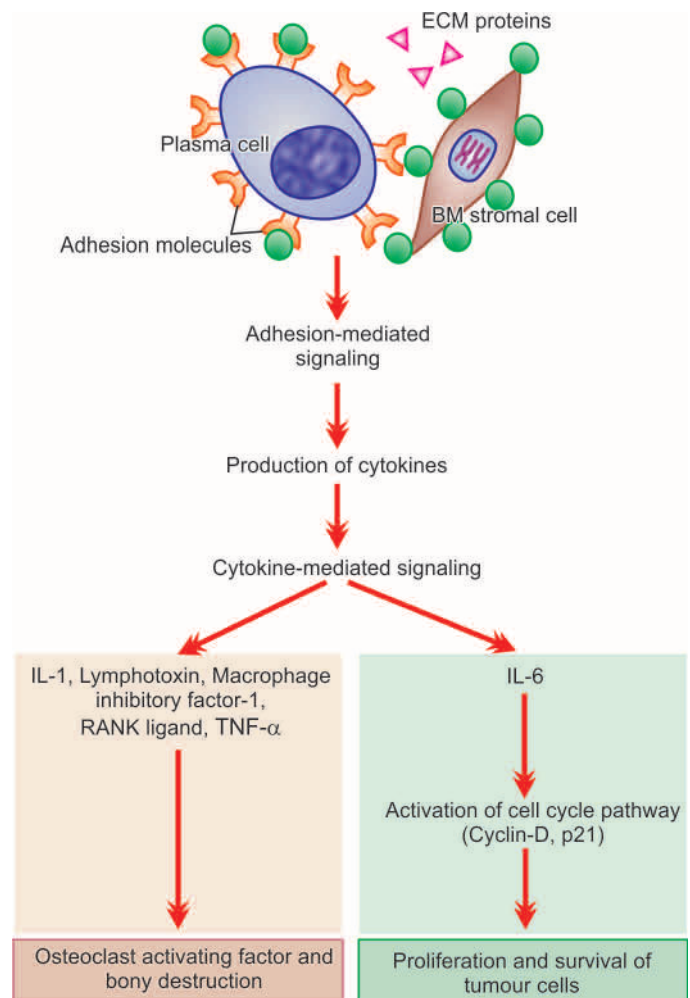 ECM proteins
Plasma cell
BM stromal cell
Adhesion molecules
Adhesion-mediated
signaling
Production of cytokines
Cytokine-mediated signaling
IL-1, Lymphotoxin, Macrophage
inhibitory factor-1,
RANK ligand, TNF-α
IL-6
Activation of cell cycle pathway
(Cyclin-D, p21)
Osteoclast activating factor and
bony destruction
Proliferation and survival of
tumour cells